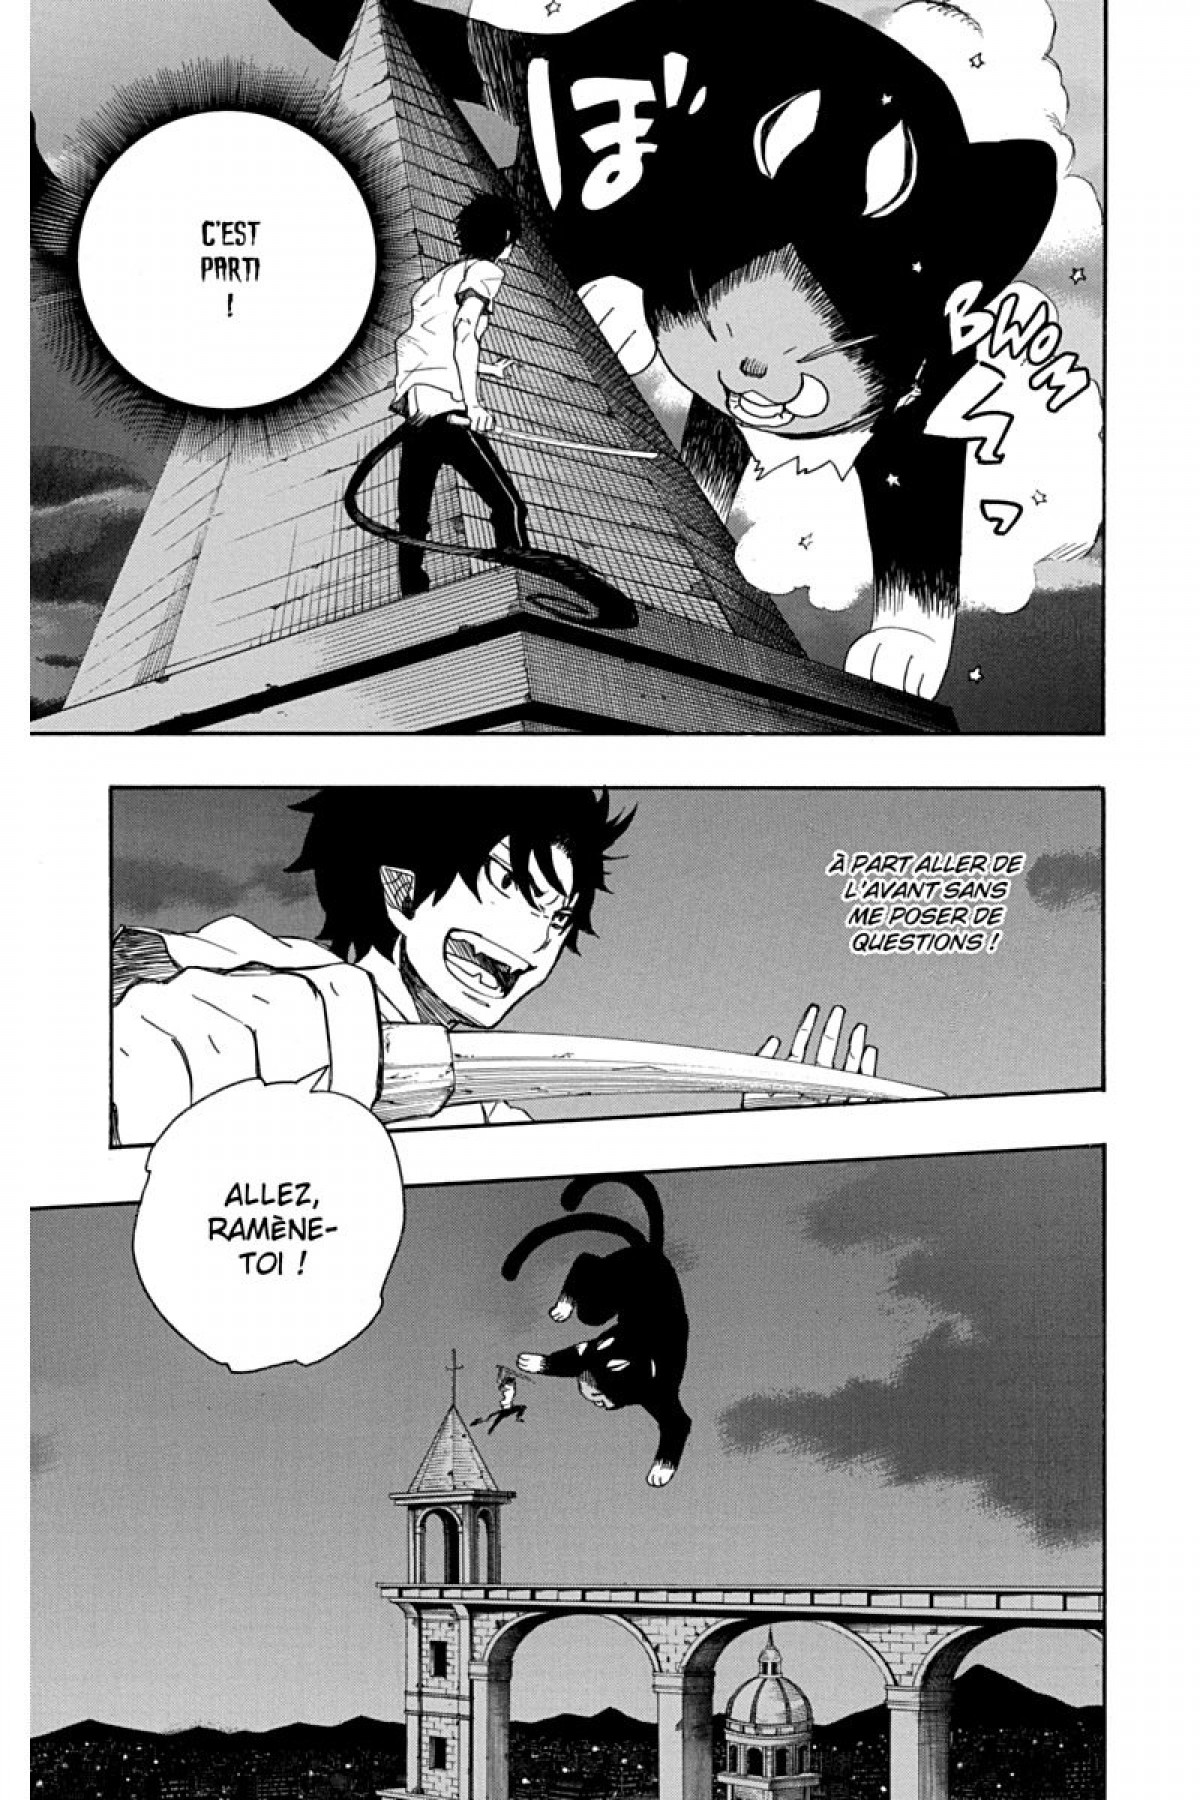 C'EST
PARTI
!
ぼ
BWOM
À PART ALLER DE
L'AVANT SANS
ME POSER DE
QUESTIONS !
ALLEZ,
RAMÈNE-
TOI !